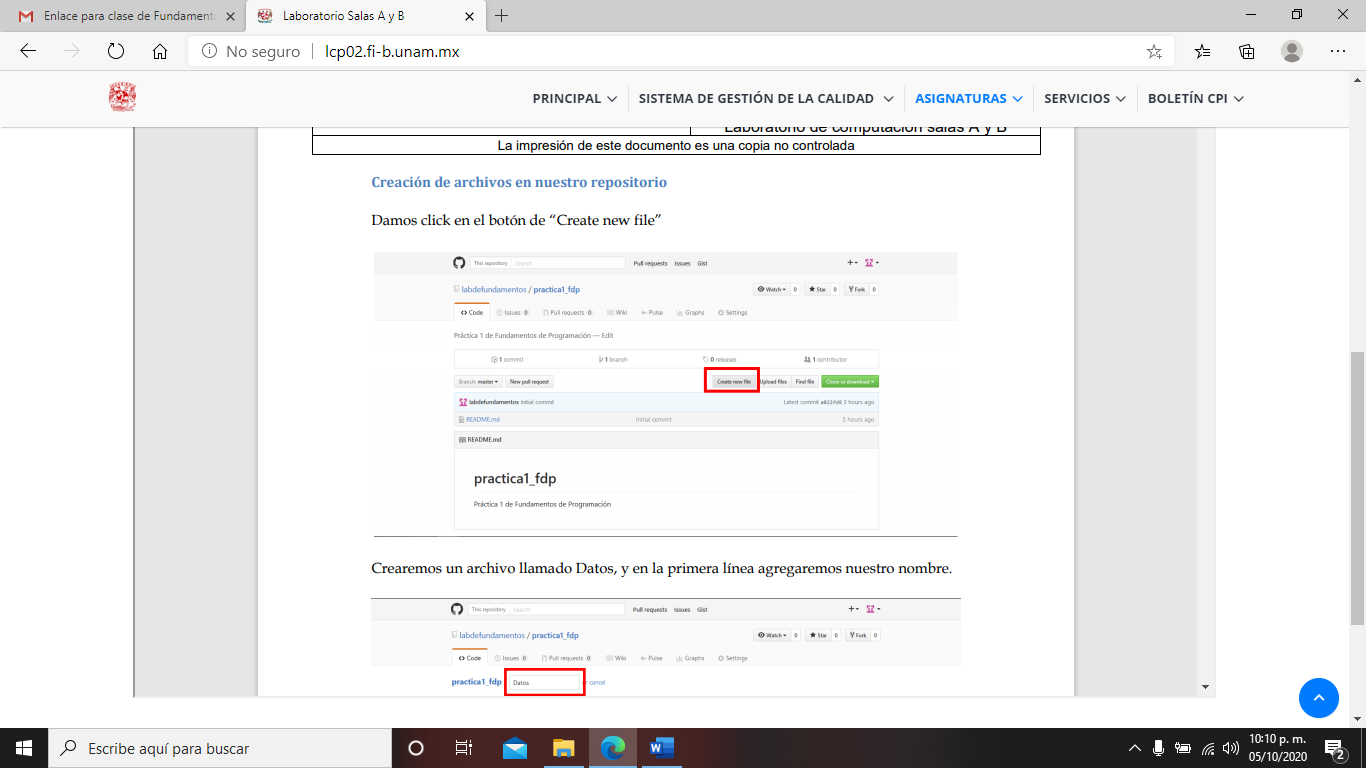 Enlace para clase de Fundament
Laboratorio Salas A y B
No seguro
lcp02.fi-b.unam.mx
PRINCIPAL
SISTEMA DE GESTIÓN DE LA CALIDAD
ASIGNATURAS
SERVICIOS
BOLETÍN CPI
Laboratorio de computación salas A y B
La impresión de este documento es una copia no controlada
Creación de archivos en nuestro repositorio
Damos click en el botón de “Create new file”
This repository Search Pull requests Issues Gist
labdefundamentos / practica1_fdp Watch 0 Star 0 Fork 0
Code Issues 0 Pull requests 0 Wiki Pulse Graphs Settings
Práctica 1 de Fundamentos de Programación — Edit
1 commit 1 branch 0 releases 1 contributor
Branch: master New pull request Create new file Upload files Find file Clone or download
labdefundamentos Initial commit Latest commit a0224d9 3 hours ago
README.md Initial commit 3 hours ago
README.md
practica1_fdp
Práctica 1 de Fundamentos de Programación
Crearemos un archivo llamado Datos, y en la primera línea agregaremos nuestro nombre.
This repository Search Pull requests Issues Gist
labdefundamentos / practica1_fdp Watch 0 Star 0 Fork 0
Code Issues 0 Pull requests 0 Wiki Pulse Graphs Settings
practica1_fdp Datos or cancel
Escribe aquí para buscar
10:10 p. m.
05/10/2020
2